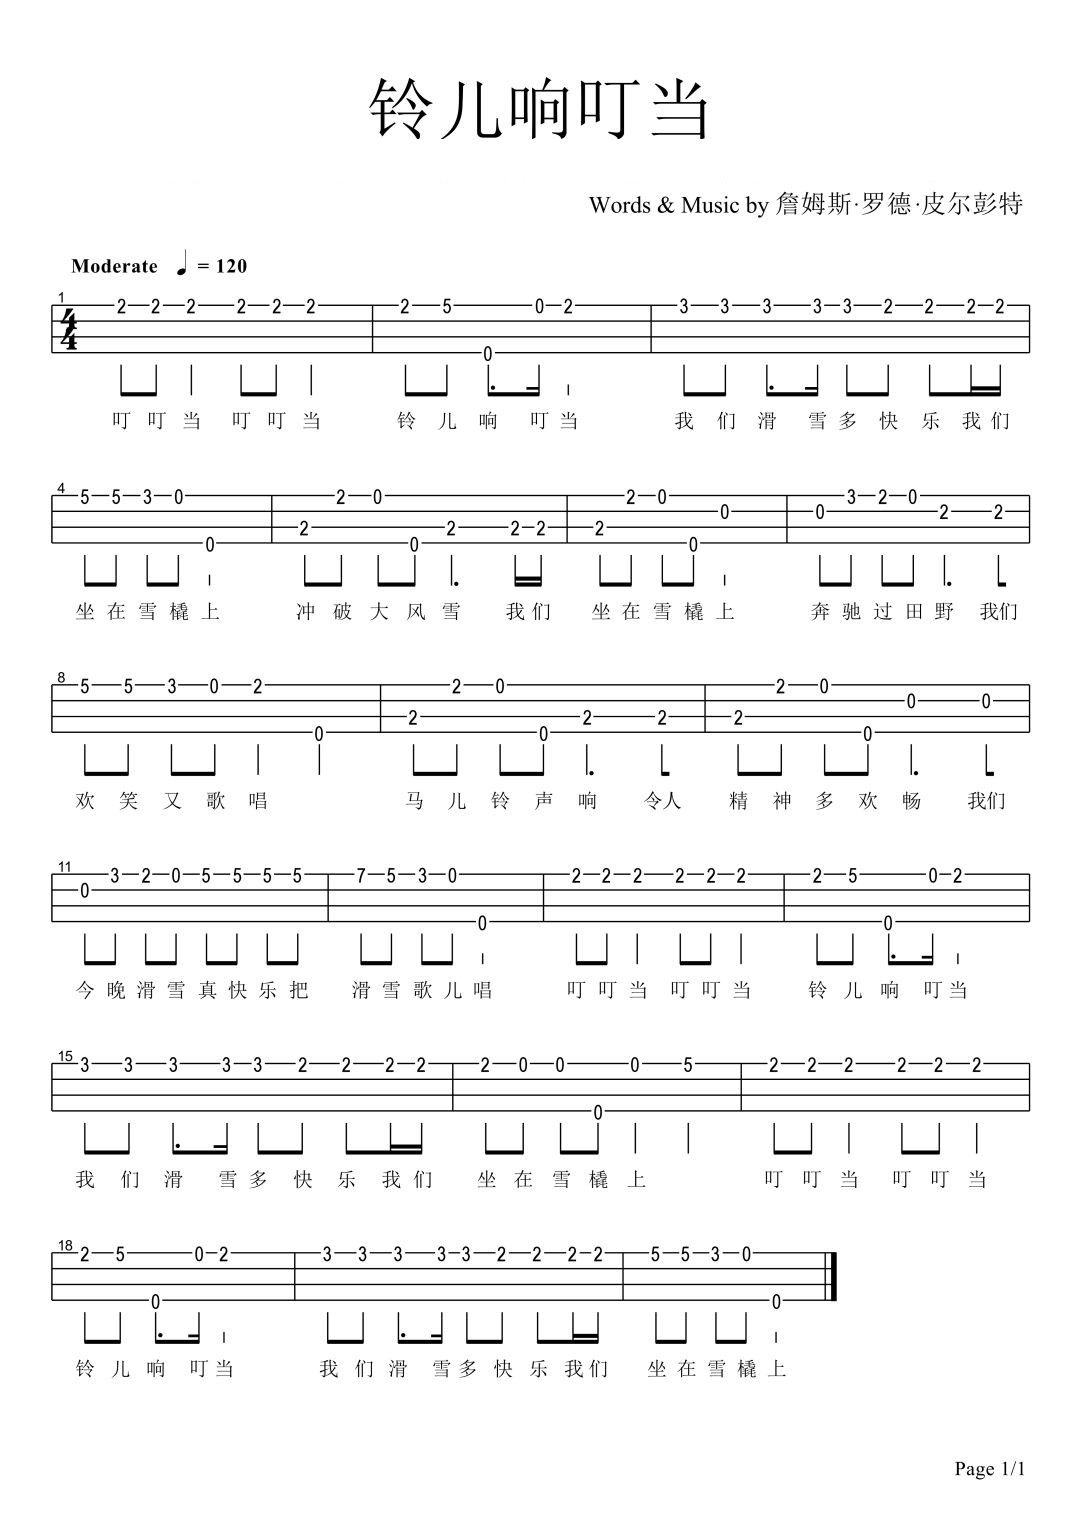 铃儿响叮当
Words & Music by 詹姆斯·罗德·皮尔彭特
Moderate ♩ = 120
1 4/4 2 2 2 2 2 2 2 5 0 0 2 3 3 3 3 3 2 2 2 2
叮 叮 当 叮 叮 当 铃 儿 响 叮 当 我 们 滑 雪 多 快 乐 我 们
4 5 5 3 0 0 2 2 0 0 2 2 2 2 2 0 0 0 0 3 2 0 2 2
坐 在 雪 橇 上 冲 破 大 风 雪 我 们 坐 在 雪 橇 上 奔 驰 过 田 野 我们
8 5 5 3 0 2 0 2 2 0 0 2 2 2 2 0 0 0 0
欢 笑 又 歌 唱 马 儿 铃 声 响 令人 精 神 多 欢 畅 我们
11 0 3 2 0 5 5 5 5 7 5 3 0 0 2 2 2 2 2 2 2 5 0 0 2
今 晚 滑 雪 真 快 乐 把 滑 雪 歌 儿 唱 叮 叮 当 叮 叮 当 铃 儿 响 叮 当
15 3 3 3 3 3 2 2 2 2 2 0 0 0 0 5 2 2 2 2 2 2
我 们 滑 雪 多 快 乐 我 们 坐 在 雪 橇 上 叮 叮 当 叮 叮 当
18 2 5 0 0 2 3 3 3 3 3 2 2 2 2 5 5 3 0 0
铃 儿 响 叮 当 我 们 滑 雪 多 快 乐 我 们 坐 在 雪 橇 上
Page 1/1